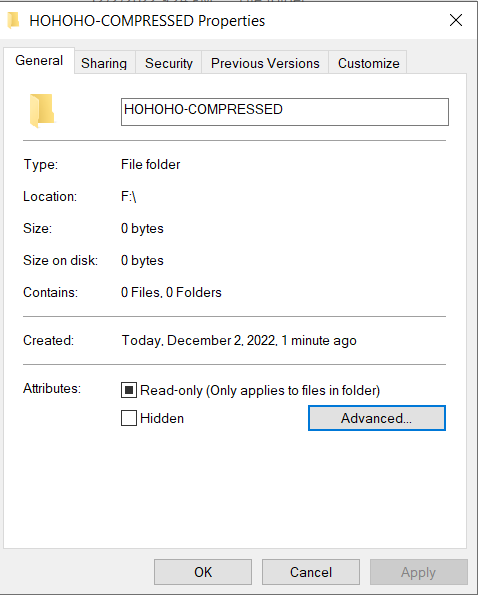 HOHOHO-COMPRESSED Properties
General Sharing Security Previous Versions Customize
HOHOHO-COMPRESSED
Type: File folder
Location: F:\
Size: 0 bytes
Size on disk: 0 bytes
Contains: 0 Files, 0 Folders
Created: Today, December 2, 2022, 1 minute ago
Attributes: Read-only (Only applies to files in folder)
Hidden Advanced...
OK Cancel Apply